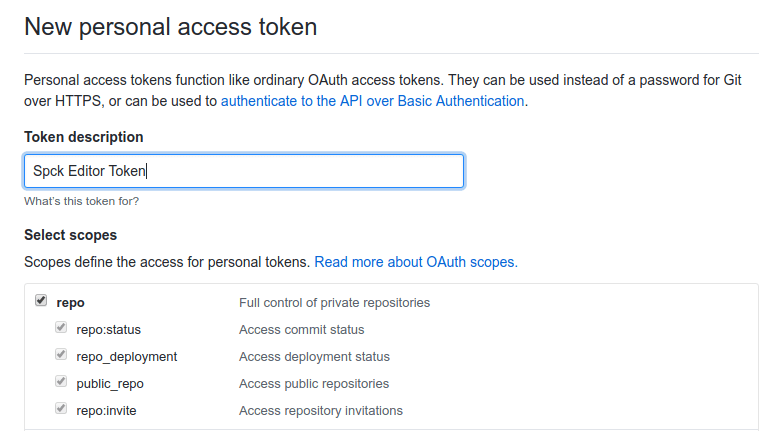 New personal access token
Personal access tokens function like ordinary OAuth access tokens. They can be used instead of a password for Git
over HTTPS, or can be used to authenticate to the API over Basic Authentication.
Token description
Spck Editor Token
What's this token for?
Select scopes
Scopes define the access for personal tokens. Read more about OAuth scopes.
repo Full control of private repositories
repo:status Access commit status
repo_deployment Access deployment status
public_repo Access public repositories
repo:invite Access repository invitations